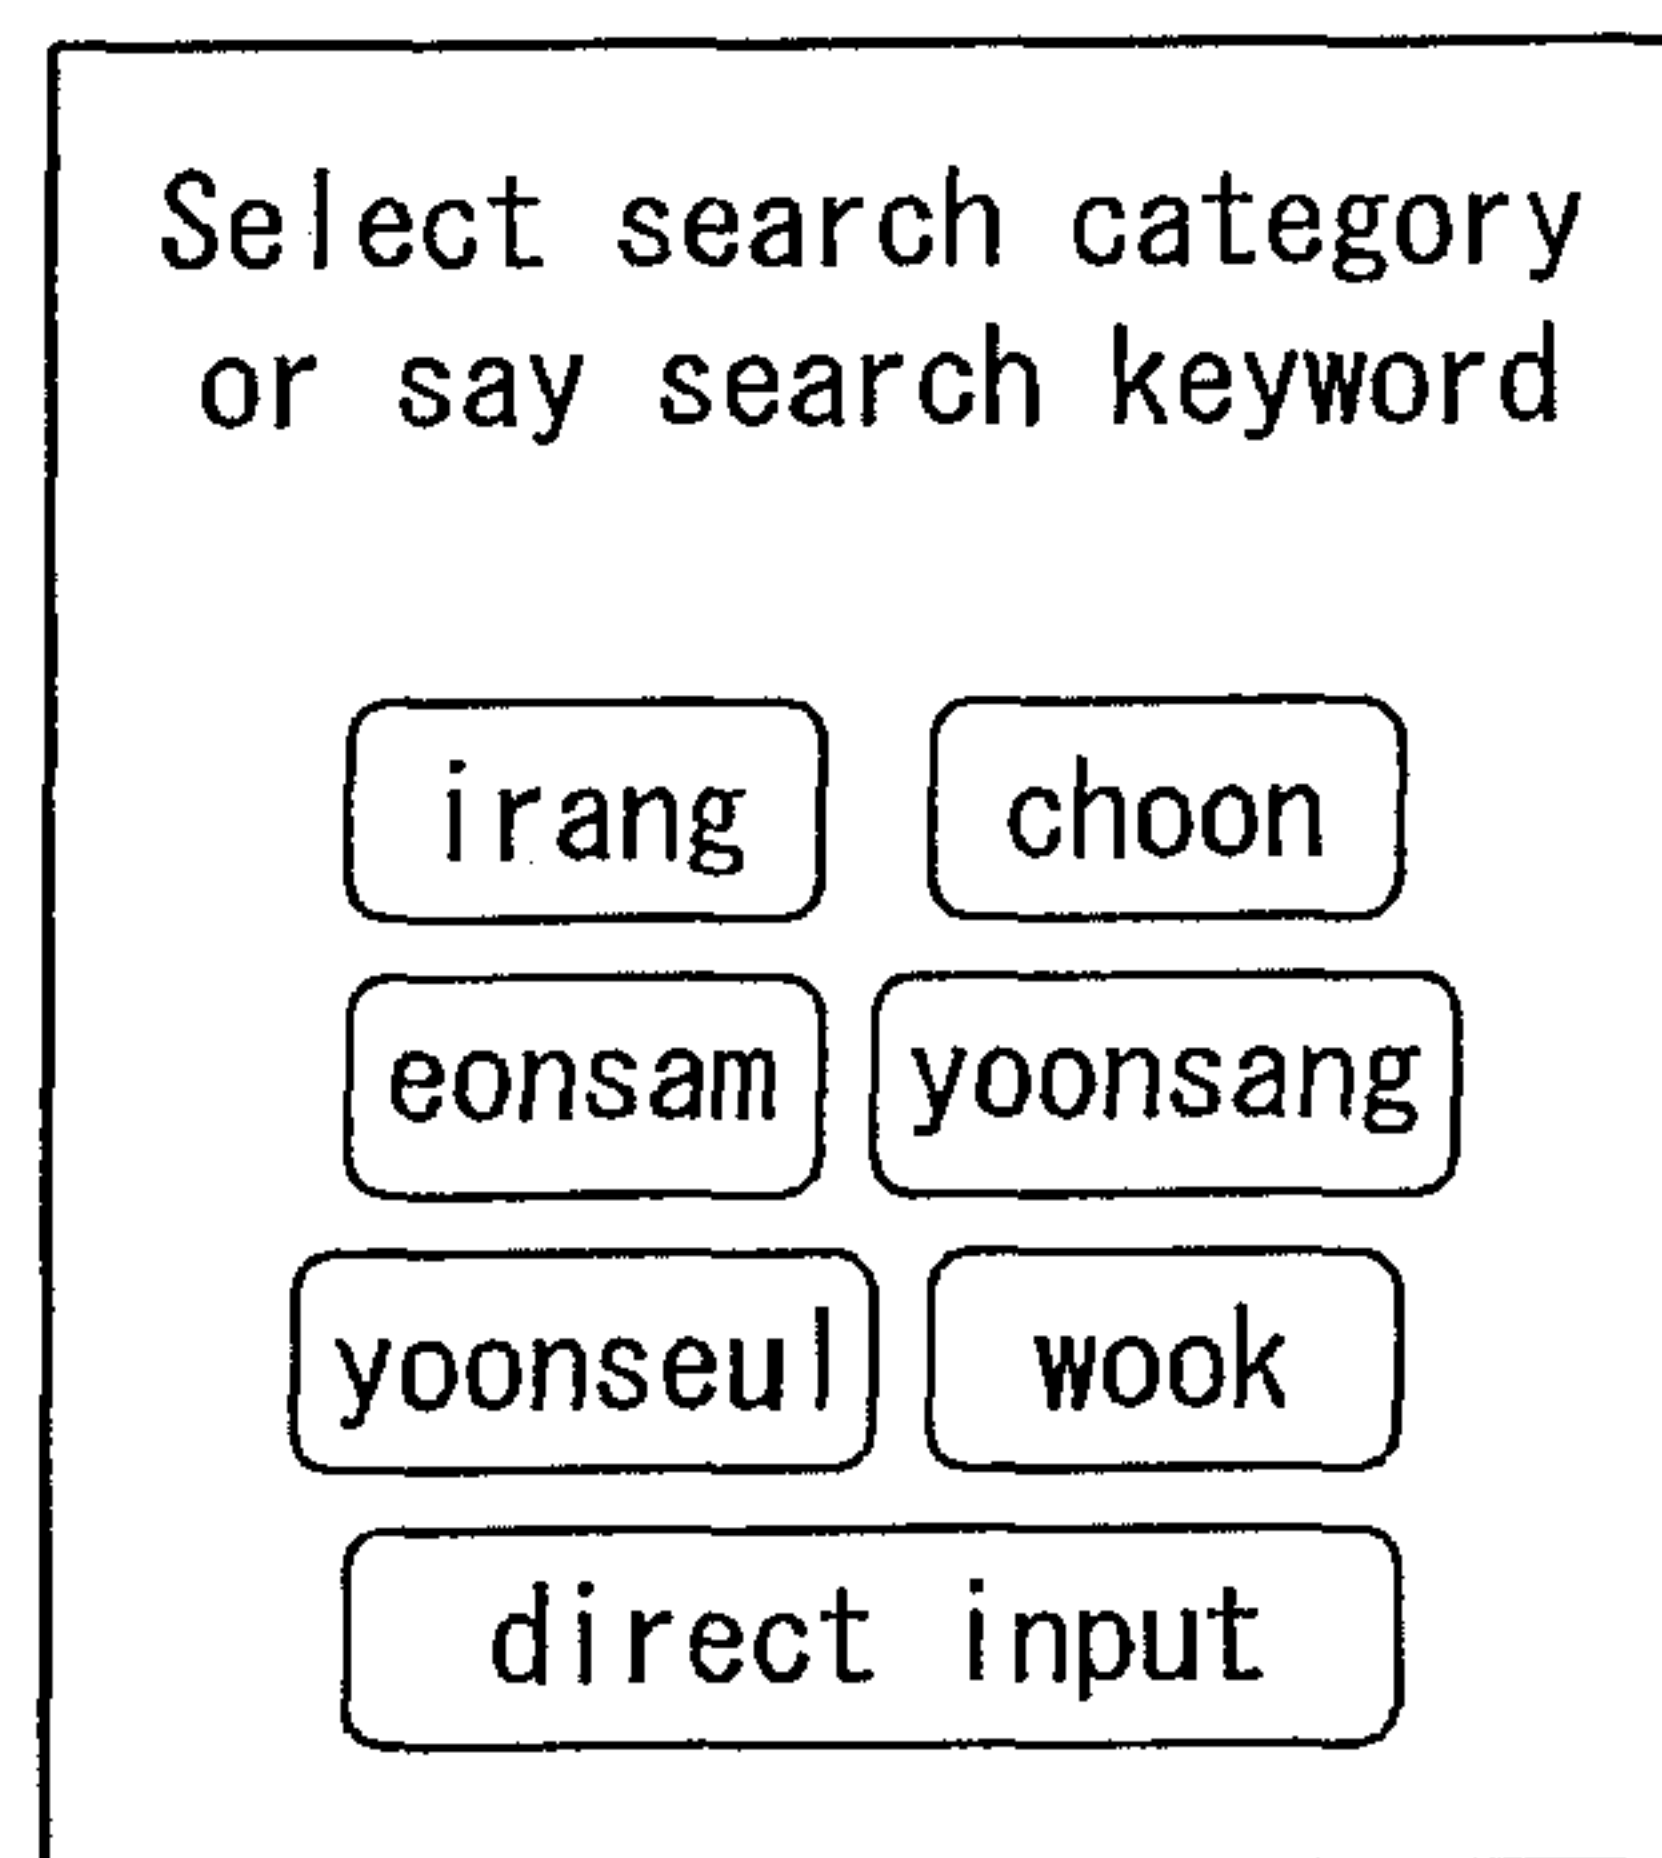 Select search category
or say search keyword
irang choon
eonsam yoonsang
yoonseul wook
direct input